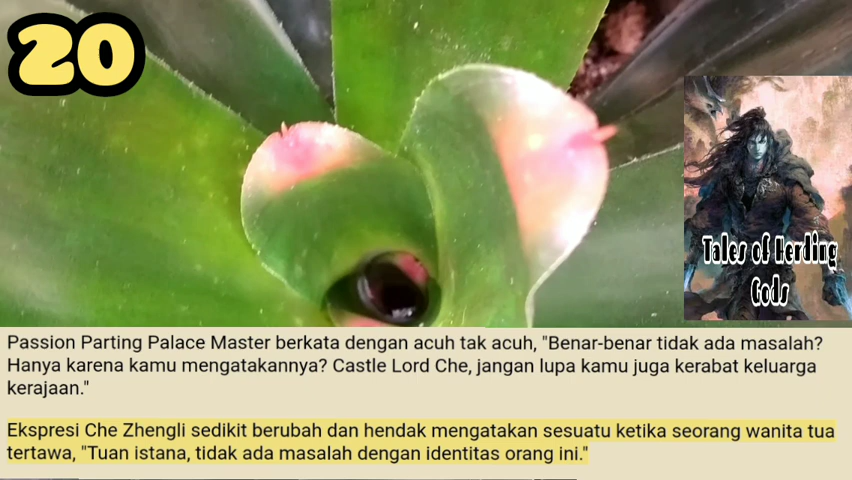 20
Tales of Herding
Gods
Passion Parting Palace Master berkata dengan acuh tak acuh, "Benar-benar tidak ada masalah?
Hanya karena kamu mengatakannya? Castle Lord Che, jangan lupa kamu juga kerabat keluarga
kerajaan."
Ekspresi Che Zhengli sedikit berubah dan hendak mengatakan sesuatu ketika seorang wanita tua
tertawa, "Tuan istana, tidak ada masalah dengan identitas orang ini."